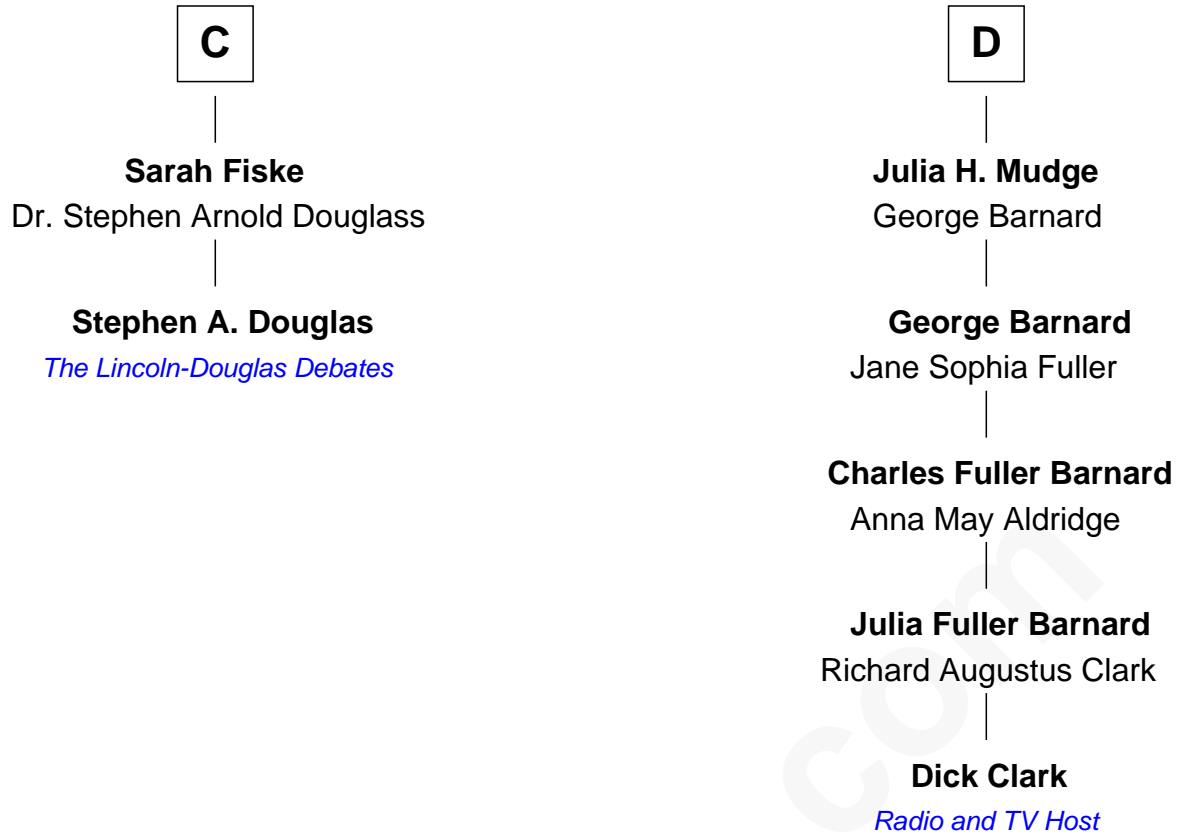 C
Sarah Fiske
Dr. Stephen Arnold Douglass
Stephen A. Douglas
The Lincoln-Douglas Debates
D
Julia H. Mudge
George Barnard
George Barnard
Jane Sophia Fuller
Charles Fuller Barnard
Anna May Aldridge
Julia Fuller Barnard
Richard Augustus Clark
Dick Clark
Radio and TV Host
com